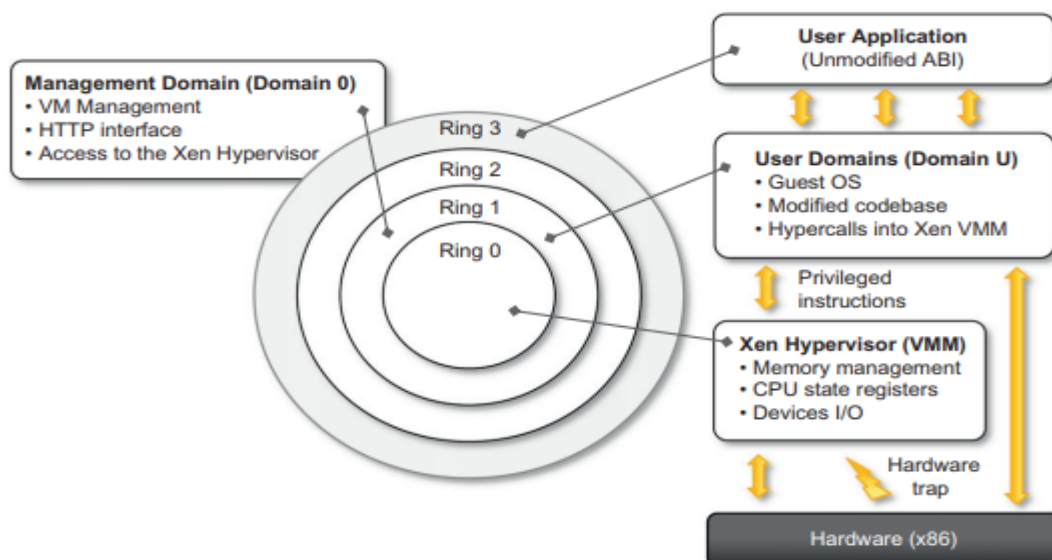 Management Domain (Domain 0)
• VM Management
• HTTP interface
• Access to the Xen Hypervisor
Ring 3
Ring 2
Ring 1
Ring 0
User Application
(Unmodified ABI)
User Domains (Domain U)
• Guest OS
• Modified codebase
• Hypercalls into Xen VMM
Privileged
instructions
Xen Hypervisor (VMM)
• Memory management
• CPU state registers
• Devices I/O
Hardware
trap
Hardware (x86)